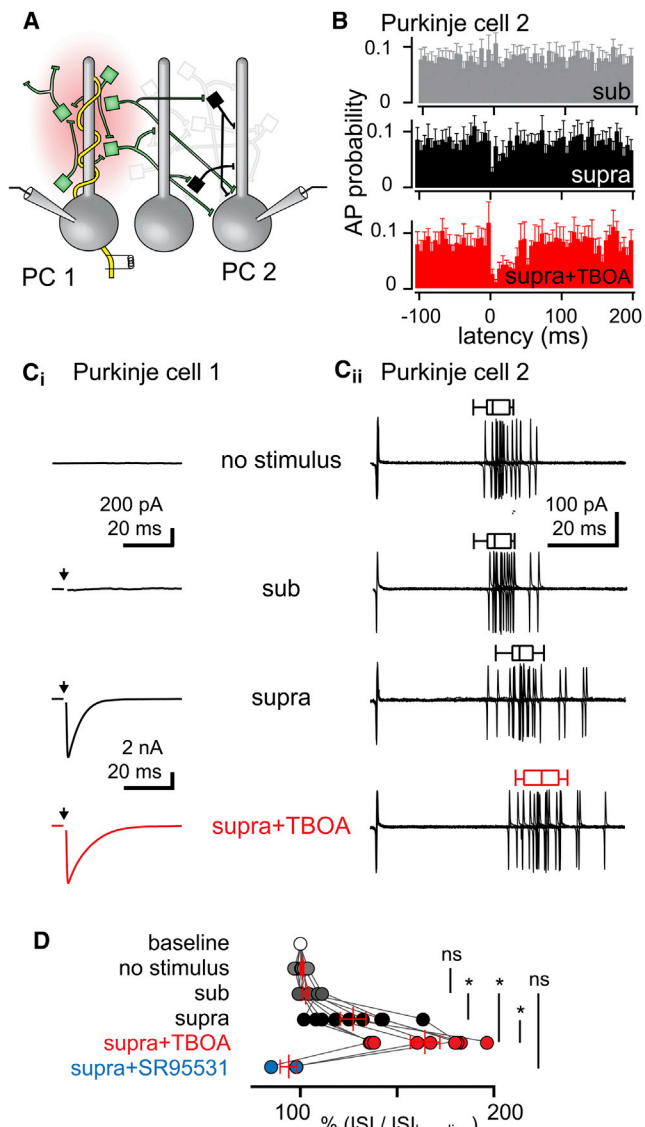 A
PC 1
PC 2
B Purkinje cell 2
AP probability
0.1
0
sub
0.1
0
supra
0.1
0
supra+TBOA
-100 0 100 200
latency (ms)
Ci Purkinje cell 1
Cii Purkinje cell 2
no stimulus
200 pA
20 ms
100 pA
20 ms
sub
supra
2 nA
20 ms
supra+TBOA
D
baseline
no stimulus
sub
supra
supra+TBOA
supra+SR95531
ns
*
*
*
ns
100 200
% (ISI / ISI